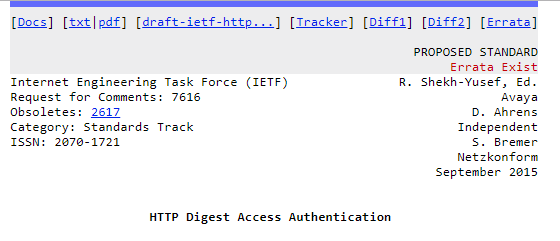 [Docs] [txt|pdf] [draft-ietf-http...] [Tracker] [Diff1] [Diff2] [Errata]
PROPOSED STANDARD
Errata Exist
Internet Engineering Task Force (IETF) R. Shekh-Yusef, Ed.
Request for Comments: 7616 Avaya
Obsoletes: 2617 D. Ahrens
Category: Standards Track Independent
ISSN: 2070-1721 S. Bremer
Netzkonform
September 2015
HTTP Digest Access Authentication